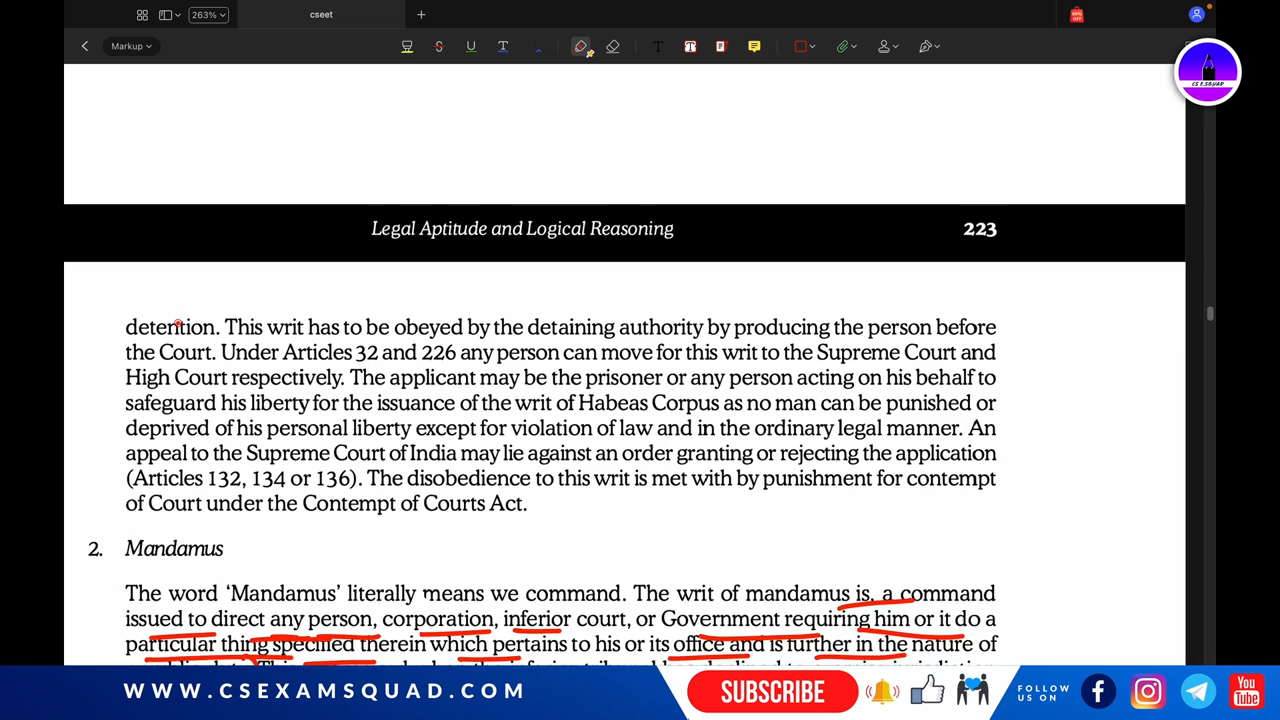 263%
cseet
Markup
CS E SQUAD
Legal Aptitude and Logical Reasoning 223
detention. This writ has to be obeyed by the detaining authority by producing the person before
the Court. Under Articles 32 and 226 any person can move for this writ to the Supreme Court and
High Court respectively. The applicant may be the prisoner or any person acting on his behalf to
safeguard his liberty for the issuance of the writ of Habeas Corpus as no man can be punished or
deprived of his personal liberty except for violation of law and in the ordinary legal manner. An
appeal to the Supreme Court of India may lie against an order granting or rejecting the application
(Articles 132, 134 or 136). The disobedience to this writ is met with by punishment for contempt
of Court under the Contempt of Courts Act.
2. Mandamus
The word ‘Mandamus’ literally means we command. The writ of mandamus is, a command
issued to direct any person, corporation, inferior court, or Government requiring him or it do a
particular thing specified therein which pertains to his or its office and is further in the nature of
WWW.CSEXAMSQUAD.COM
SUBSCRIBE
FOLLOW
US ON
You
Tube